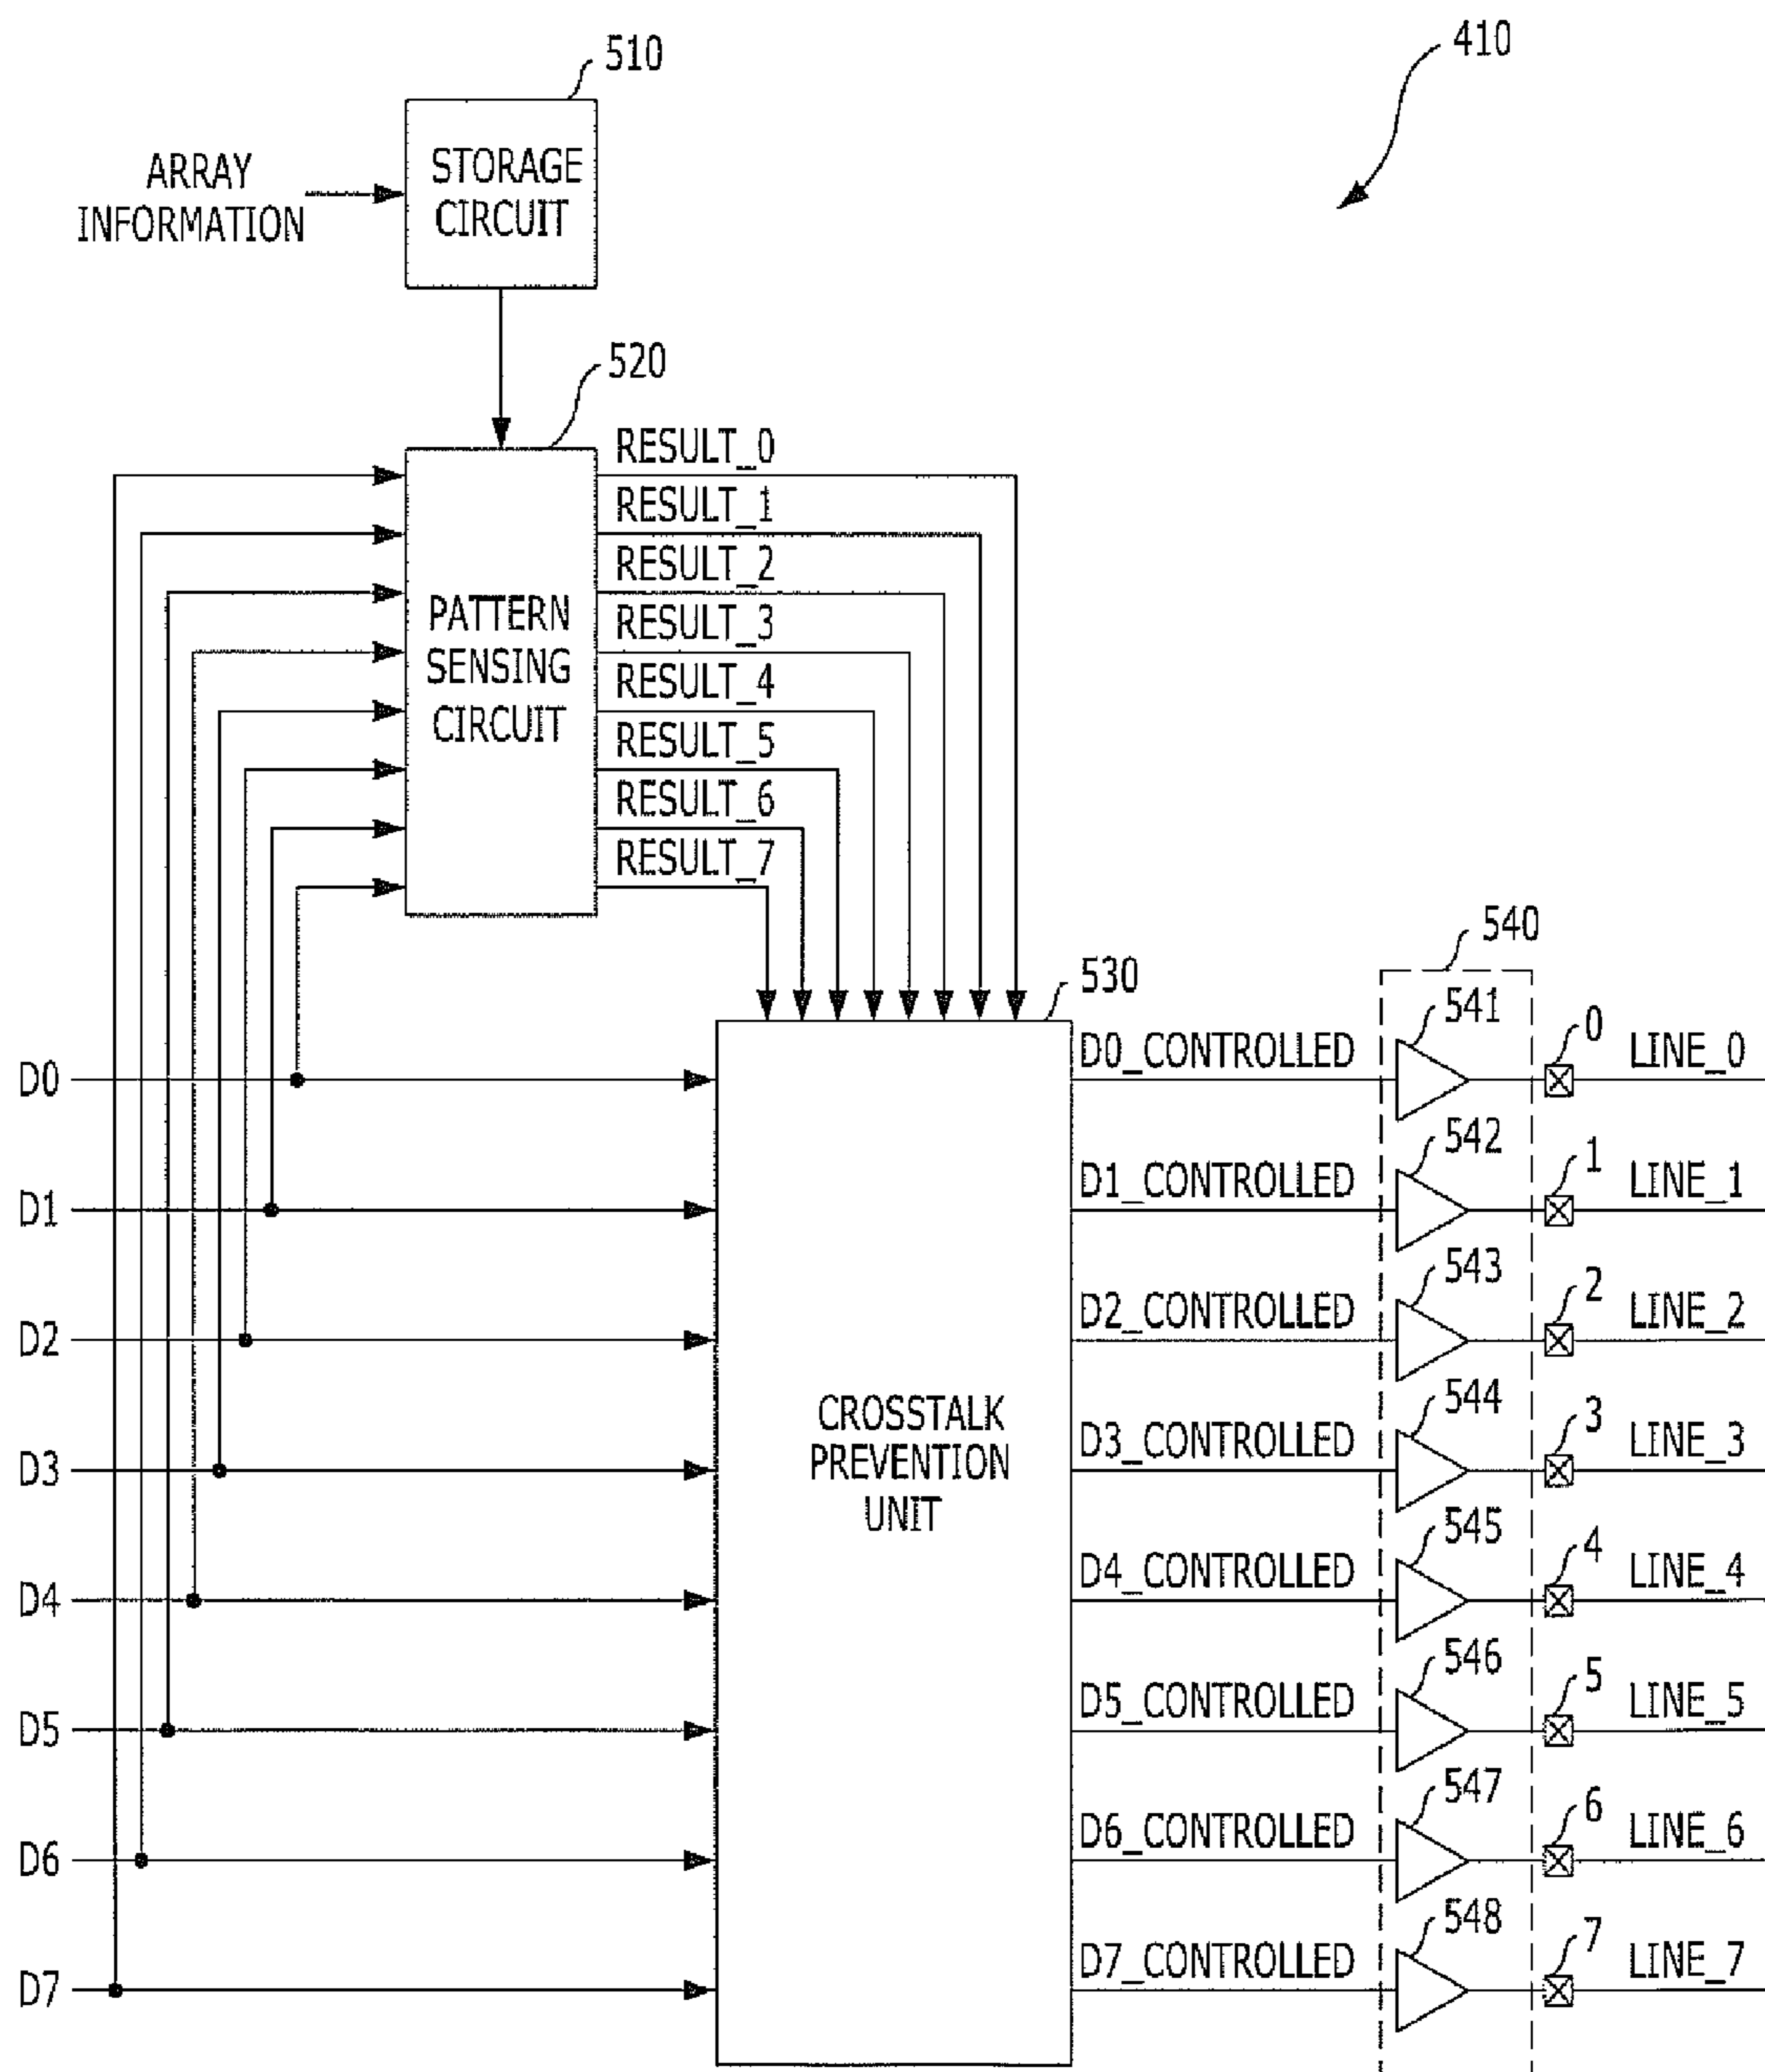 410
510
ARRAY
INFORMATION
STORAGE
CIRCUIT
520
RESULT_0
RESULT_1
RESULT_2
RESULT_3
RESULT_4
RESULT_5
RESULT_6
RESULT_7
PATTERN
SENSING
CIRCUIT
530
540
D0
D1
D2
D3
D4
D5
D6
D7
CROSSTALK
PREVENTION
UNIT
D0_CONTROLLED 541 0 LINE_0
D1_CONTROLLED 542 1 LINE_1
D2_CONTROLLED 543 2 LINE_2
D3_CONTROLLED 544 3 LINE_3
D4_CONTROLLED 545 4 LINE_4
D5_CONTROLLED 546 5 LINE_5
D6_CONTROLLED 547 6 LINE_6
D7_CONTROLLED 548 7 LINE_7